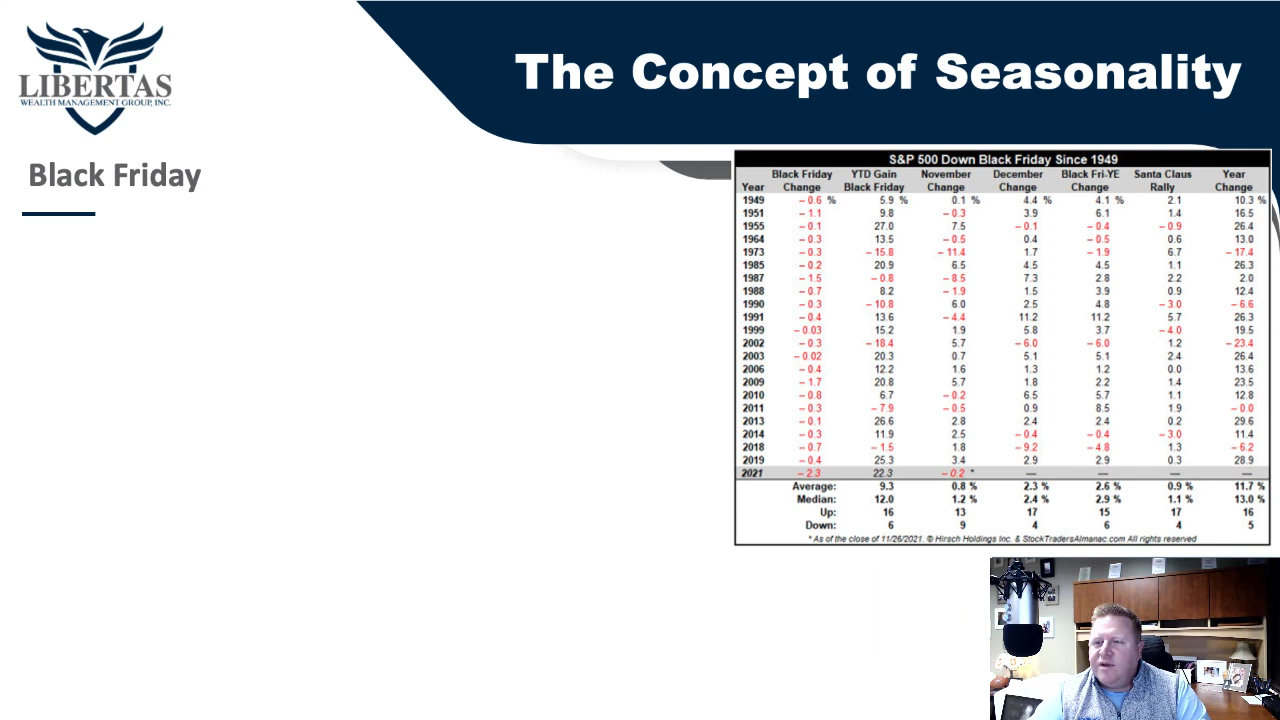 LIBERTAS
WEALTH MANAGEMENT GROUP, INC.
The Concept of Seasonality
Black Friday
S&P 500 Down Black Friday Since 1949
Black Friday YTD Gain November December Black Fri-YE Santa Claus Year
Year Change Black Friday Change Change Change Rally Change
1949 – 0.6 % 5.9 % 0.1 % 4.4 % 4.1 % 2.1 10.3 %
1951 – 1.1 9.8 – 0.3 3.9 6.1 1.4 16.5
1955 – 0.1 27.0 7.5 – 0.1 – 0.4 – 0.9 26.4
1964 – 0.3 13.5 – 0.5 0.4 – 0.5 0.6 13.0
1973 – 0.3 – 15.8 – 11.4 1.7 – 1.9 6.7 – 17.4
1985 – 0.2 20.9 6.5 4.5 4.5 1.1 26.3
1987 – 1.5 – 0.8 – 8.5 7.3 2.8 2.2 2.0
1988 – 0.7 8.2 – 1.9 1.5 3.9 0.9 12.4
1990 – 0.3 – 10.8 6.0 2.5 4.8 – 3.0 – 6.6
1991 – 0.4 13.6 – 4.4 11.2 11.2 5.7 26.3
1999 – 0.03 15.2 1.9 5.8 3.7 – 4.0 19.5
2002 – 0.3 – 18.4 5.7 – 6.0 – 6.0 1.2 – 23.4
2003 – 0.02 20.3 0.7 5.1 5.1 2.4 26.4
2006 – 0.4 12.2 1.6 1.3 1.2 0.0 13.6
2009 – 1.7 20.8 5.7 1.8 2.2 1.4 23.5
2010 – 0.8 6.7 – 0.2 6.5 5.7 1.1 12.8
2011 – 0.3 – 7.9 – 0.5 0.9 8.5 1.9 – 0.0
2013 – 0.1 26.6 2.8 2.4 2.4 0.2 29.6
2014 – 0.3 11.9 2.5 – 0.4 – 0.4 – 3.0 11.4
2018 – 0.7 – 1.5 1.8 – 9.2 – 4.8 1.3 – 6.2
2019 – 0.4 25.3 3.4 2.9 2.9 0.3 28.9
2021 – 2.3 22.3 – 0.2 * — — — —
Average: 9.3 0.8 % 2.3 % 2.6 % 0.9 % 11.7 %
Median: 12.0 1.2 % 2.4 % 2.9 % 1.1 % 13.0 %
Up: 16 13 17 15 17 16
Down: 6 9 4 6 4 5
* As of the close of 11/26/2021. © Hirsch Holdings Inc. & StockTradersAlmanac.com All rights reserved